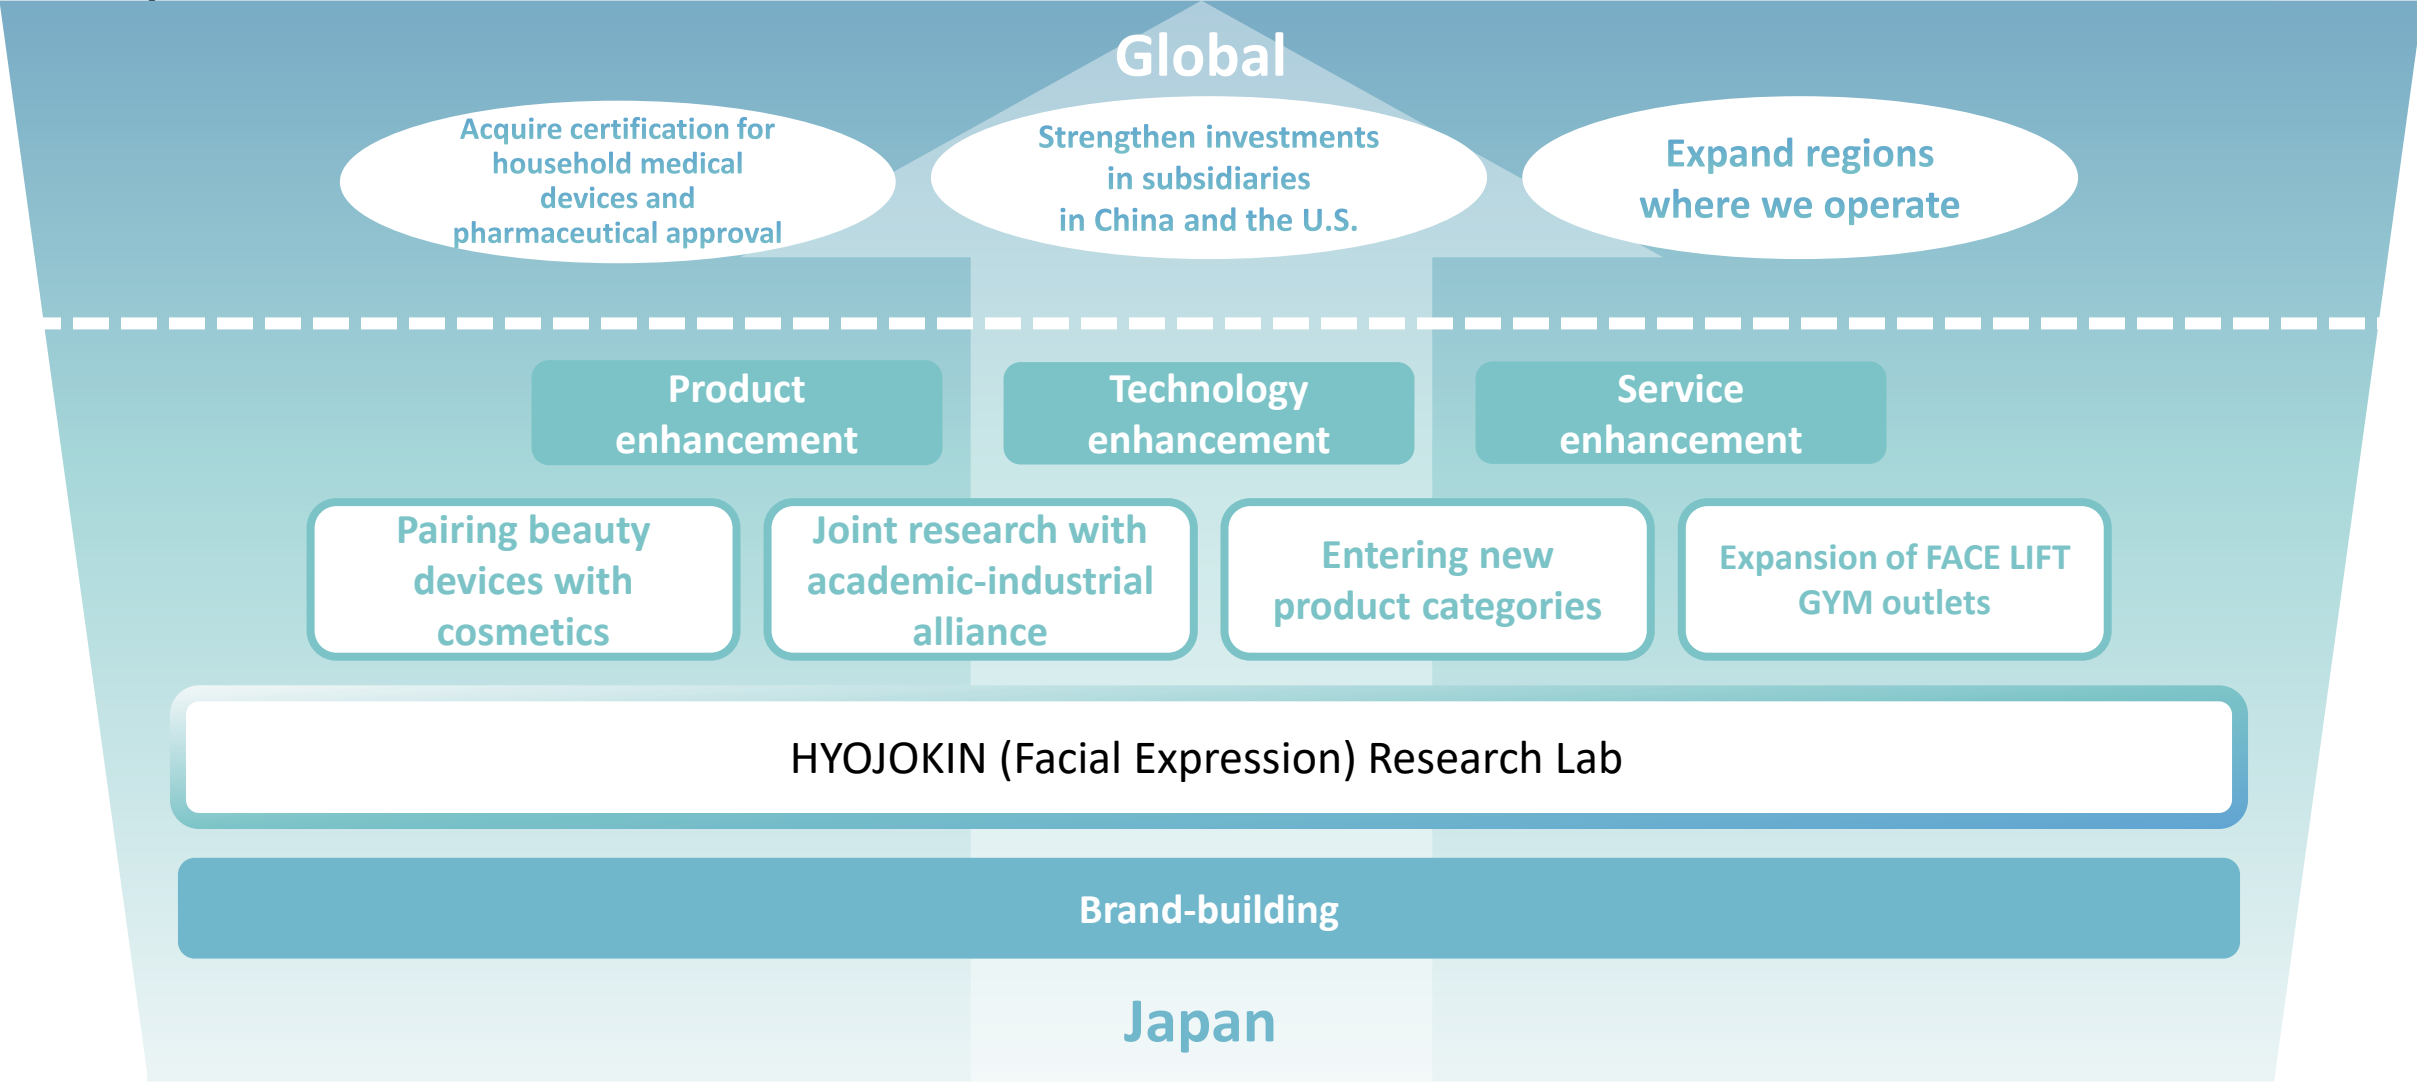 Global
Acquire certification for
household medical
devices and
pharmaceutical approval
Strengthen investments
in subsidiaries
in China and the U.S.
Expand regions
where we operate
Product
enhancement
Technology
enhancement
Service
enhancement
Pairing beauty
devices with
cosmetics
Joint research with
academic-industrial
alliance
Entering new
product categories
Expansion of FACE LIFT
GYM outlets
HYOJOKIN (Facial Expression) Research Lab
Brand-building
Japan